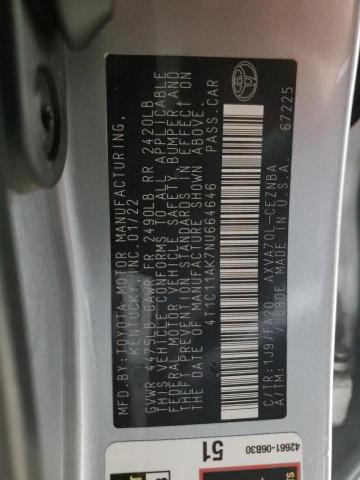 MFD. BY: TOYOTA MOTOR MANUFACTURING,
KENTUCKY, INC. 01/22
GVWR 4475LB GAWR FR 2490LB RR 2420LB
THIS VEHICLE CONFORMS TO ALL APPLICABLE
FEDERAL MOTOR VEHICLE SAFETY, BUMPER, AND
THEFT PREVENTION STANDARDS IN EFFECT ON
THE DATE OF MANUFACTURE SHOWN ABOVE.
4T1C11AK7NU664646 PASS.CAR
C/TR: 1J9/FA20 AXVA70L-CEZNBA
A/TM: MADE IN U.S.A.
67225
42661-06B30
51